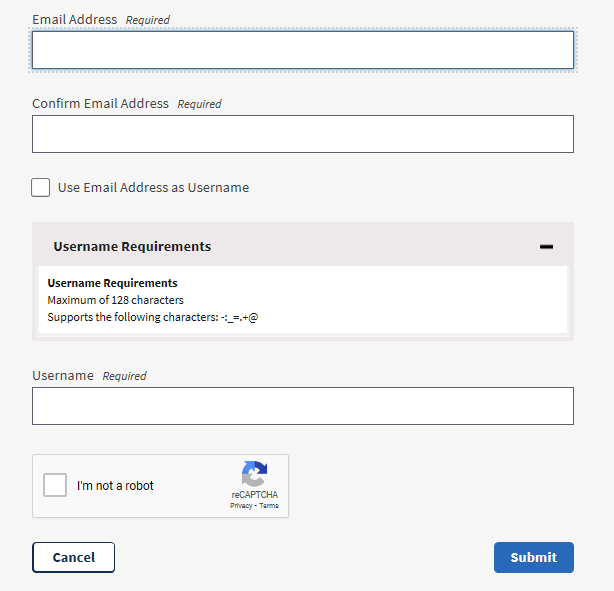 Email Address Required
Confirm Email Address Required
Use Email Address as Username
Username Requirements
Username Requirements
Maximum of 128 characters
Supports the following characters: -:_=.+@
Username Required
I'm not a robot
reCAPTCHA
Privacy - Terms
Cancel
Submit